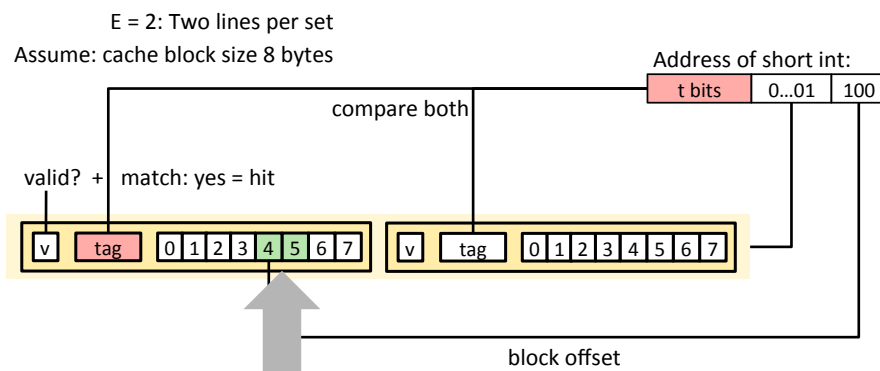 E = 2: Two lines per set
Assume: cache block size 8 bytes
Address of short int:
t bits 0...01 100
compare both
valid? + match: yes = hit
v tag 0 1 2 3 4 5 6 7 v tag 0 1 2 3 4 5 6 7
block offset